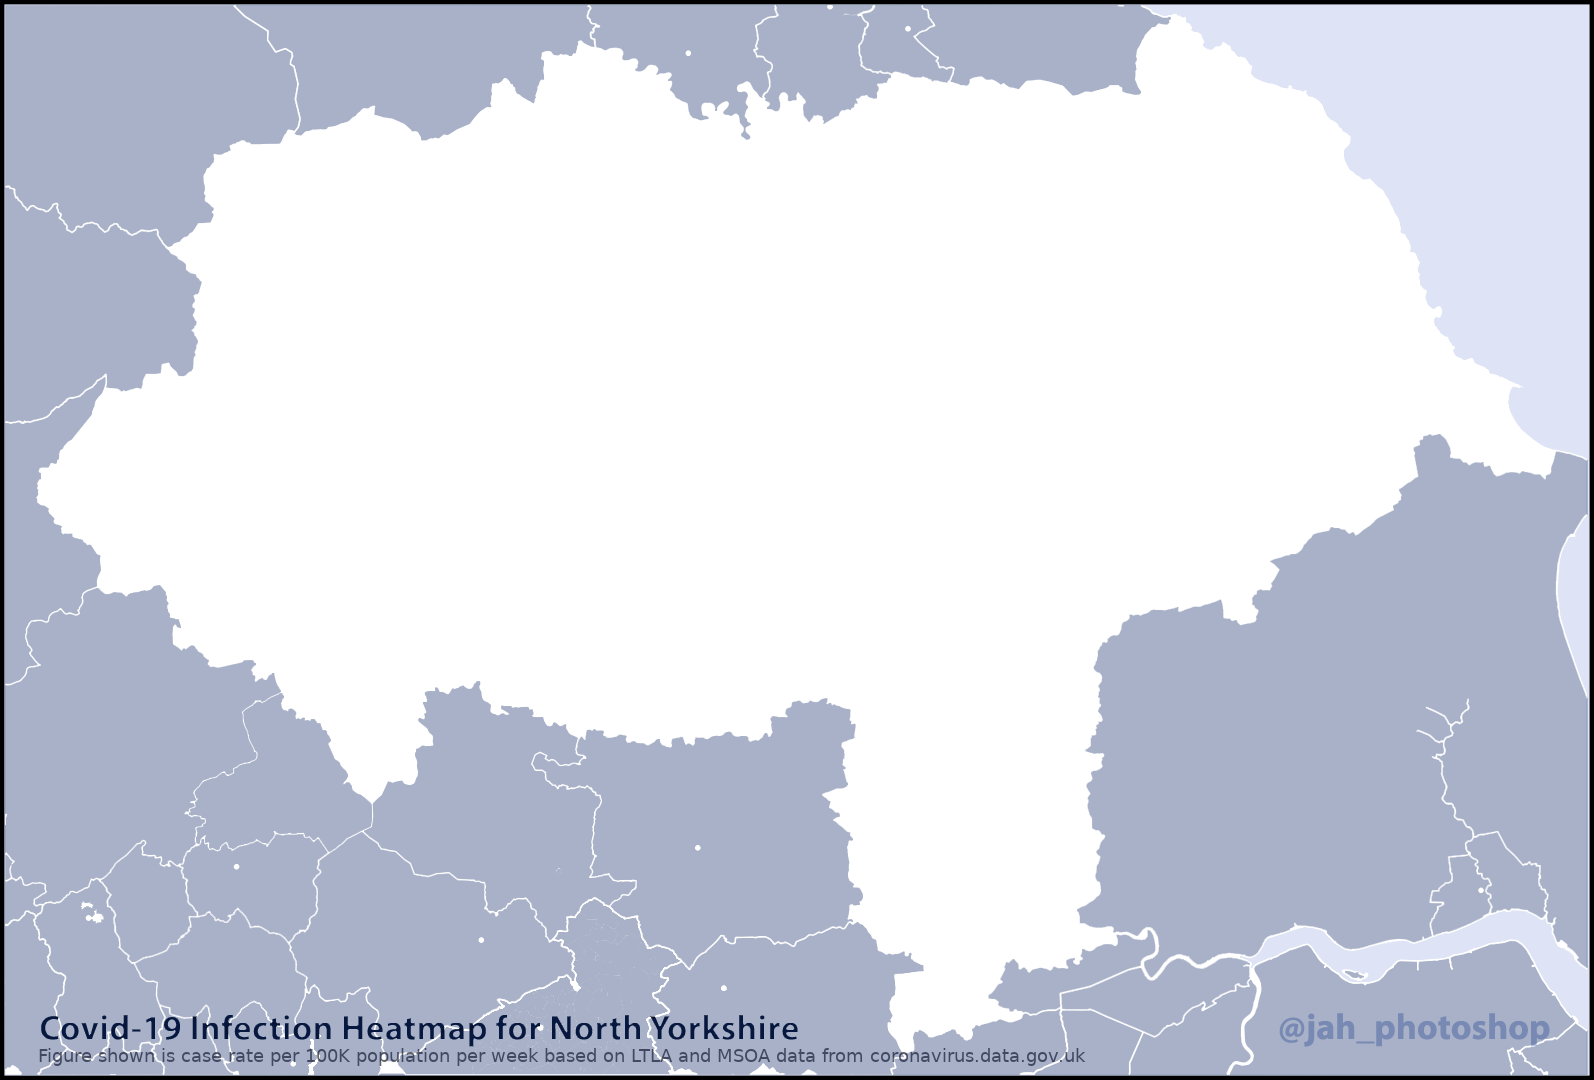 Covid-19 Infection Heatmap for North Yorkshire
Figure shown is case rate per 100K population per week based on LTLA and MSOA data from coronavirus.data.gov.uk
@jah_photoshop